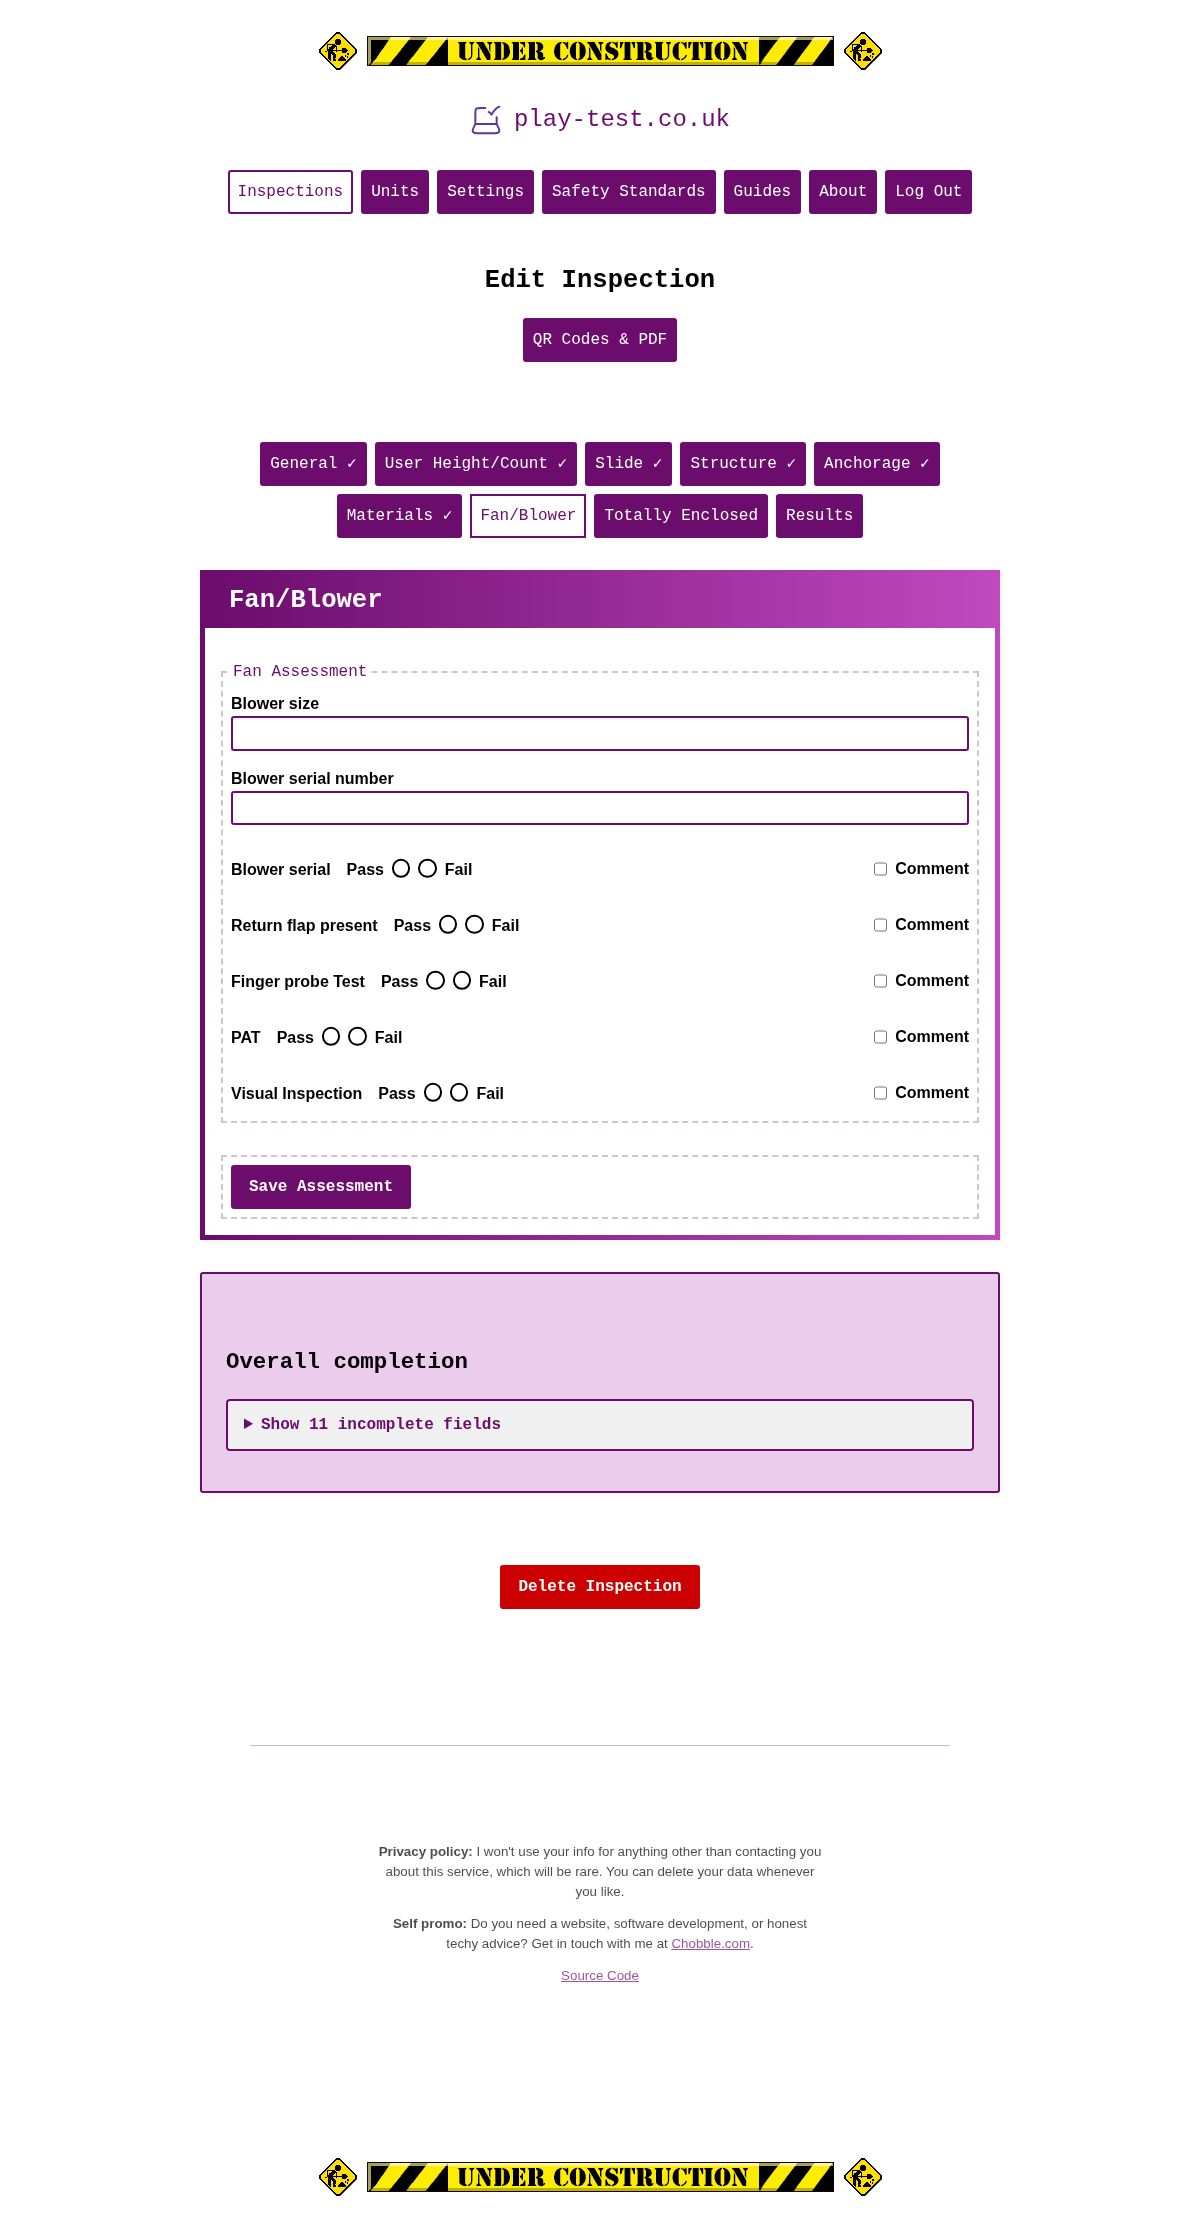 UNDER CONSTRUCTION
play-test.co.uk
Inspections Units Settings Safety Standards Guides About Log Out
Edit Inspection
QR Codes & PDF
General ✓ User Height/Count ✓ Slide ✓ Structure ✓ Anchorage ✓
Materials ✓ Fan/Blower Totally Enclosed Results
Fan/Blower
Fan Assessment
Blower size
Blower serial number
Blower serial Pass Fail Comment
Return flap present Pass Fail Comment
Finger probe Test Pass Fail Comment
PAT Pass Fail Comment
Visual Inspection Pass Fail Comment
Save Assessment
Overall completion
Show 11 incomplete fields
Delete Inspection
Privacy policy: I won't use your info for anything other than contacting you
about this service, which will be rare. You can delete your data whenever
you like.
Self promo: Do you need a website, software development, or honest
techy advice? Get in touch with me at Chobble.com.
Source Code
UNDER CONSTRUCTION